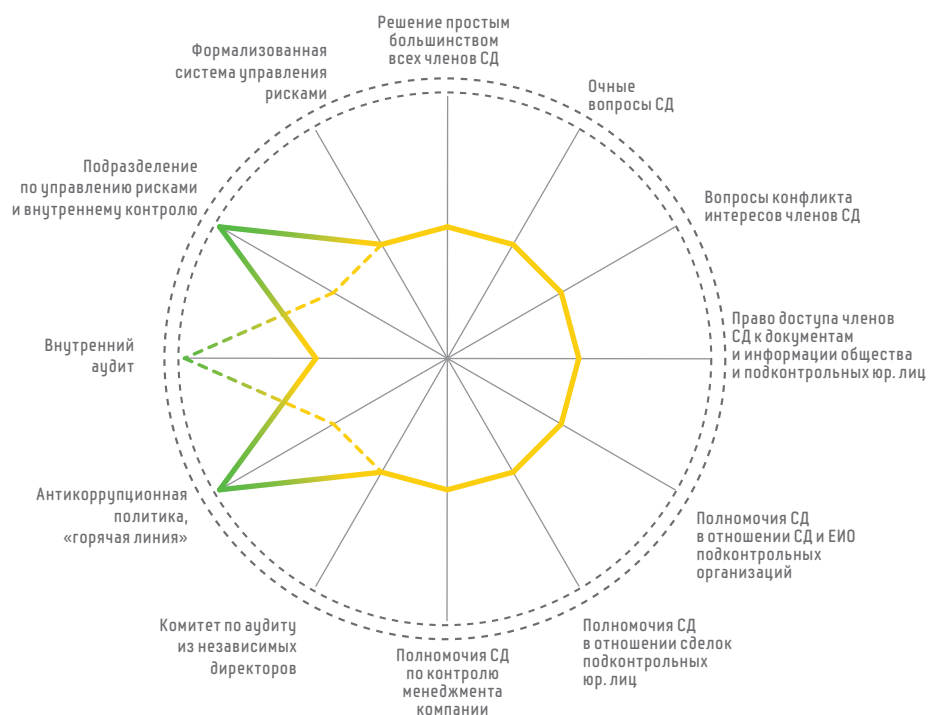 Решение простым
большинством
всех членов СД
Очные
вопросы СД
Вопросы конфликта
интересов членов СД
Право доступа членов
СД к документам
и информации общества
и подконтрольных юр. лиц
Полномочия СД
в отношении СД и ЕИО
подконтрольных
организаций
Полномочия СД
в отношении сделок
подконтрольных
юр. лиц
Полномочия СД
по контролю
менеджмента
компании
Комитет по аудиту
из независимых
директоров
Антикоррупционная
политика,
«горячая линия»
Внутренний
аудит
Подразделение
по управлению рисками
и внутреннему контролю
Формализованная
система управления
рисками